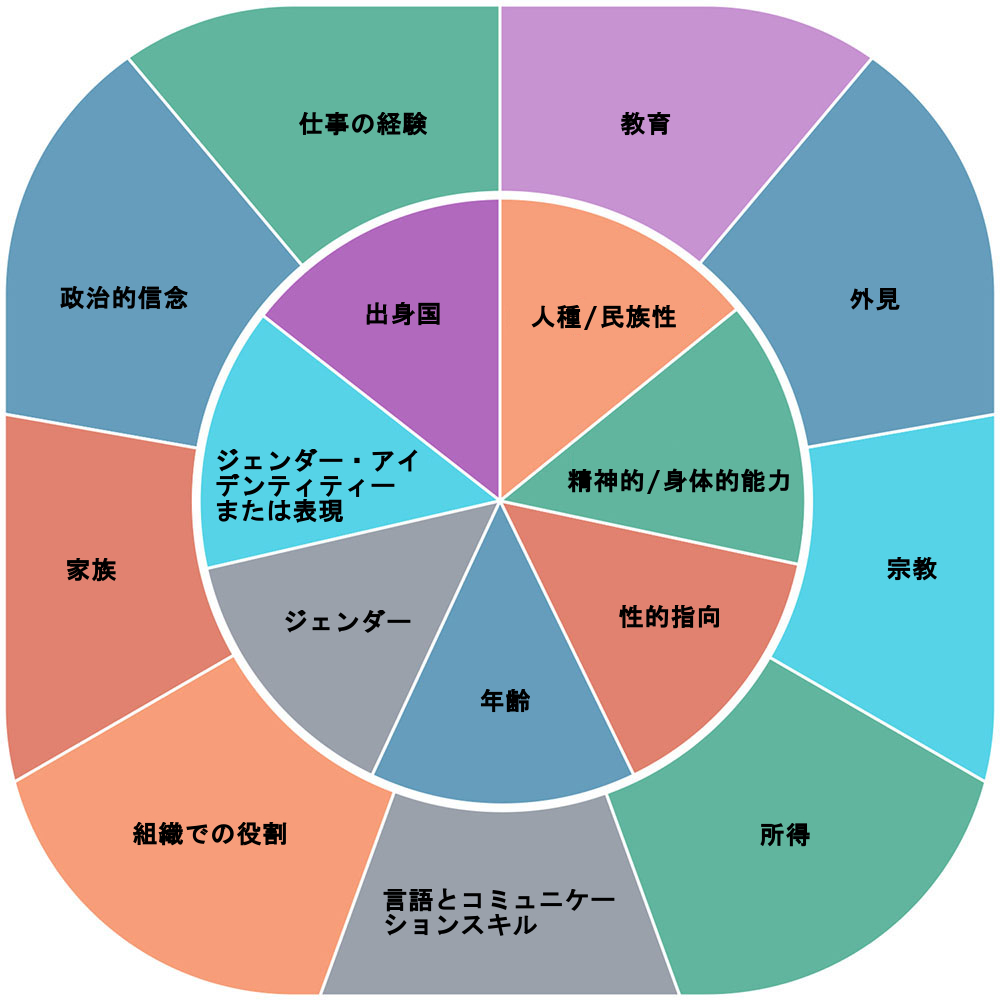 仕事の経験
教育
政治的信念
外見
出身国
人種/民族性
ジェンダー・アイ
デンティティー
または表現
精神的/身体的能力
家族
宗教
ジェンダー
性的指向
年齢
組織での役割
所得
言語とコミュニケー
ションスキル